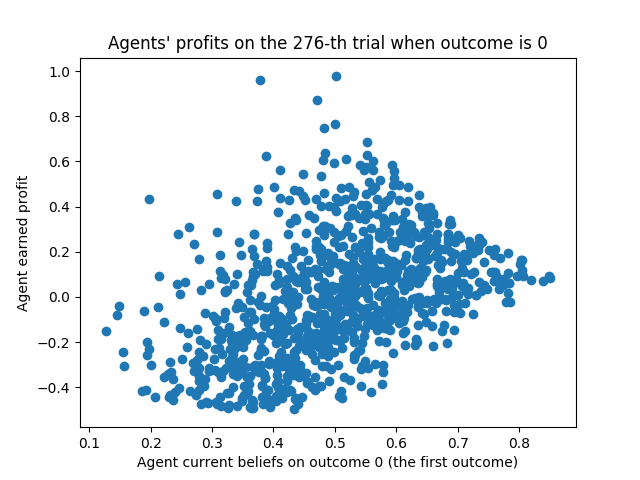 Agents' profits on the 276-th trial when outcome is 0
1.0
0.8
0.6
0.4
0.2
0.0
−0.2
−0.4
Agent earned profit
0.1 0.2 0.3 0.4 0.5 0.6 0.7 0.8
Agent current beliefs on outcome 0 (the first outcome)